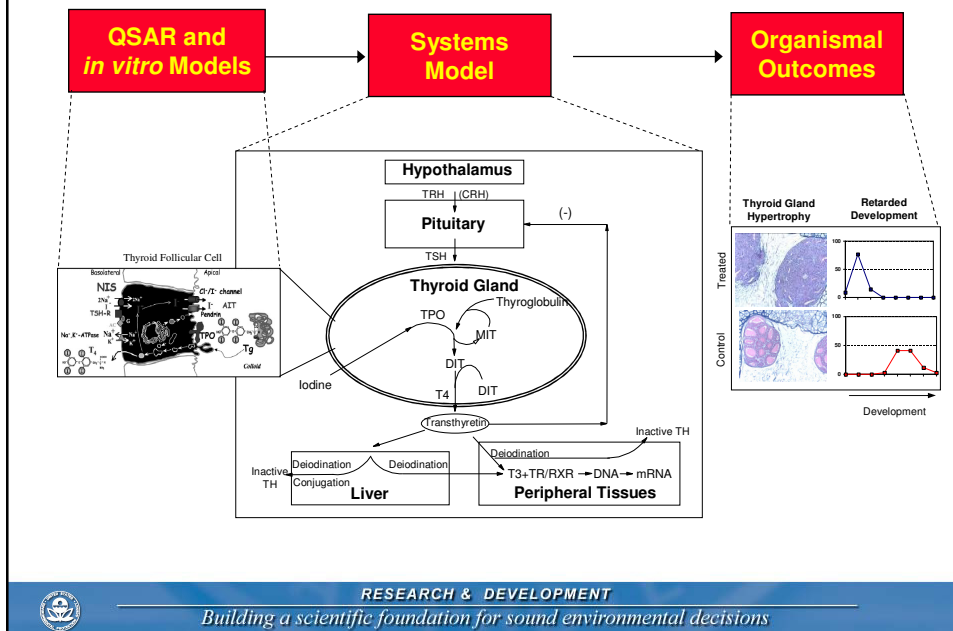 QSAR and
in vitro Models
Systems
Model
Organismal
Outcomes
Hypothalamus
TRH (CRH)
Pituitary
(-)
TSH
Thyroid Gland
Thyroglobulin
TPO
MIT
DIT
DIT
T4
Iodine
Transthyretin
Inactive TH
Deiodination
Inactive
TH
Deiodination
Deiodination
Conjugation
Liver
T3+TR/RXR
DNA
mRNA
Peripheral Tissues
Thyroid Follicular Cell
Basolateral
Apical
NIS
2Na+
I-
TSH-R
Na+,K+-ATPase
Na+
K+
T4
Cl-/I- channel
I-
AIT
Pendrin
TPO
Tg
Colloid
Thyroid Gland
Hypertrophy
Retarded
Development
Treated
Control
100
50
0
100
50
0
Development
RESEARCH & DEVELOPMENT
Building a scientific foundation for sound environmental decisions